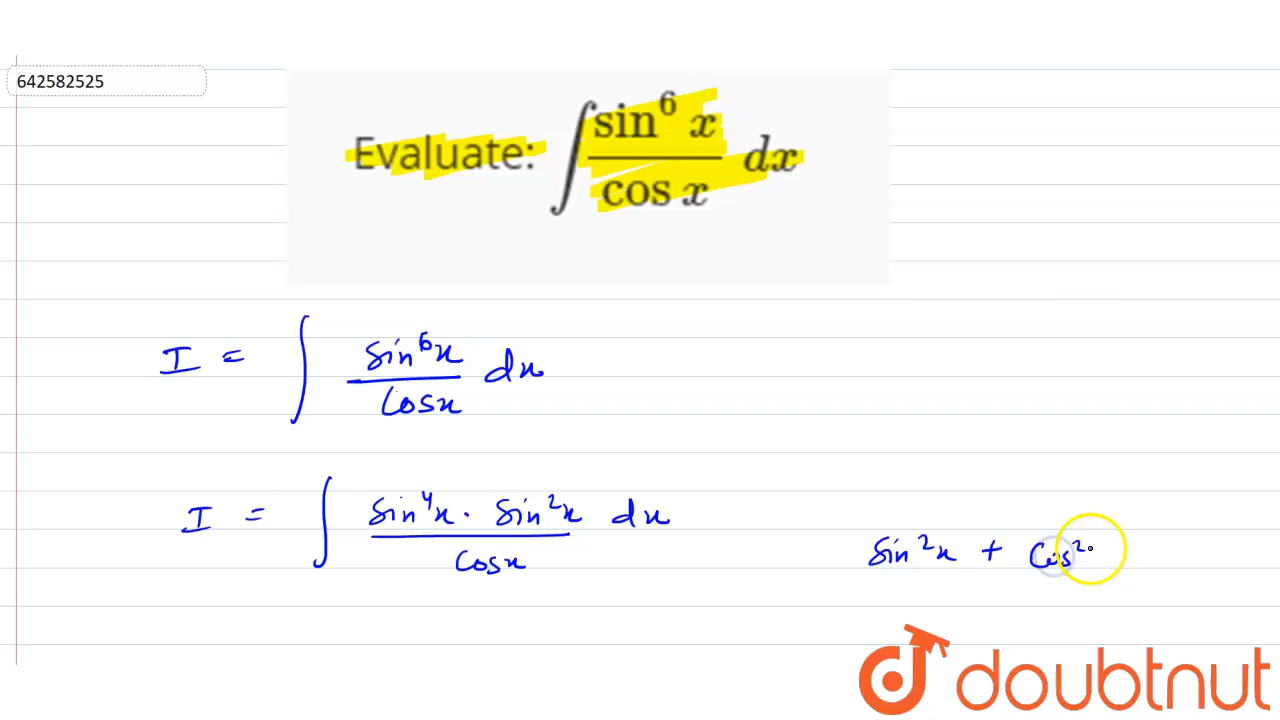 642582525
Evaluate: ∫ sin⁶ x / cos x dx
I = ∫ sin⁶x / cosx dx
I = ∫ sin⁴x · sin²x / cosx dx
sin²x + cos²
doubtnut